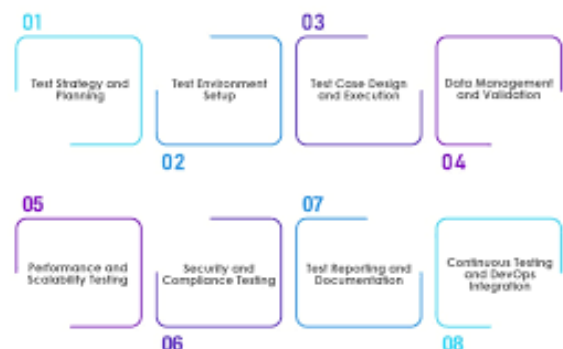 01
Test Strategy and
Planning
02
Test Environment
Setup
03
Test Case Design
and Execution
04
Data Management
and Validation
05
Performance and
Scalability Testing
06
Security and
Compliance Testing
07
Test Reporting and
Documentation
08
Continuous Testing
and DevOps
Integration